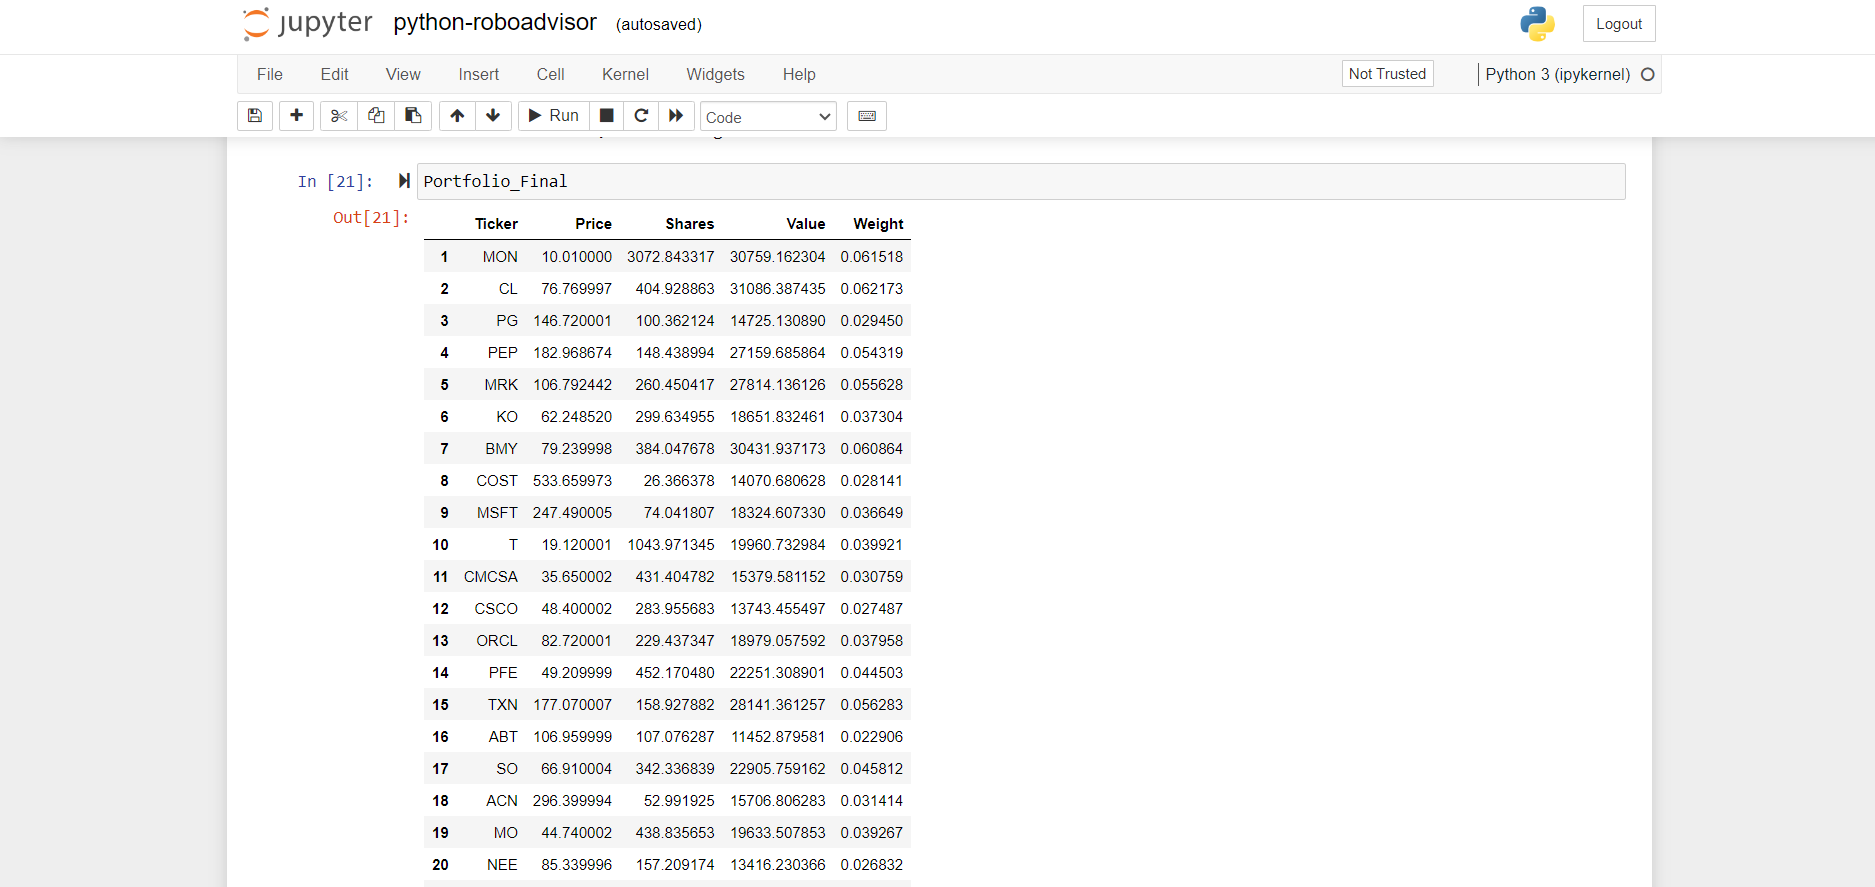 jupyter python-roboadvisor (autosaved) Logout
File Edit View Insert Cell Kernel Widgets Help Not Trusted Python 3 (ipykernel)
Run Code
In [21]: Portfolio_Final
Out[21]:
Ticker Price Shares Value Weight
1 MON 10.010000 3072.843317 30759.162304 0.061518
2 CL 76.769997 404.928863 31086.387435 0.062173
3 PG 146.720001 100.362124 14725.130890 0.029450
4 PEP 182.968674 148.438994 27159.685864 0.054319
5 MRK 106.792442 260.450417 27814.136126 0.055628
6 KO 62.248520 299.634955 18651.832461 0.037304
7 BMY 79.239998 384.047678 30431.937173 0.060864
8 COST 533.659973 26.366378 14070.680628 0.028141
9 MSFT 247.490005 74.041807 18324.607330 0.036649
10 T 19.120001 1043.971345 19960.732984 0.039921
11 CMCSA 35.650002 431.404782 15379.581152 0.030759
12 CSCO 48.400002 283.955683 13743.455497 0.027487
13 ORCL 82.720001 229.437347 18979.057592 0.037958
14 PFE 49.209999 452.170480 22251.308901 0.044503
15 TXN 177.070007 158.927882 28141.361257 0.056283
16 ABT 106.959999 107.076287 11452.879581 0.022906
17 SO 66.910004 342.336839 22905.759162 0.045812
18 ACN 296.399994 52.991925 15706.806283 0.031414
19 MO 44.740002 438.835653 19633.507853 0.039267
20 NEE 85.339996 157.209174 13416.230366 0.026832